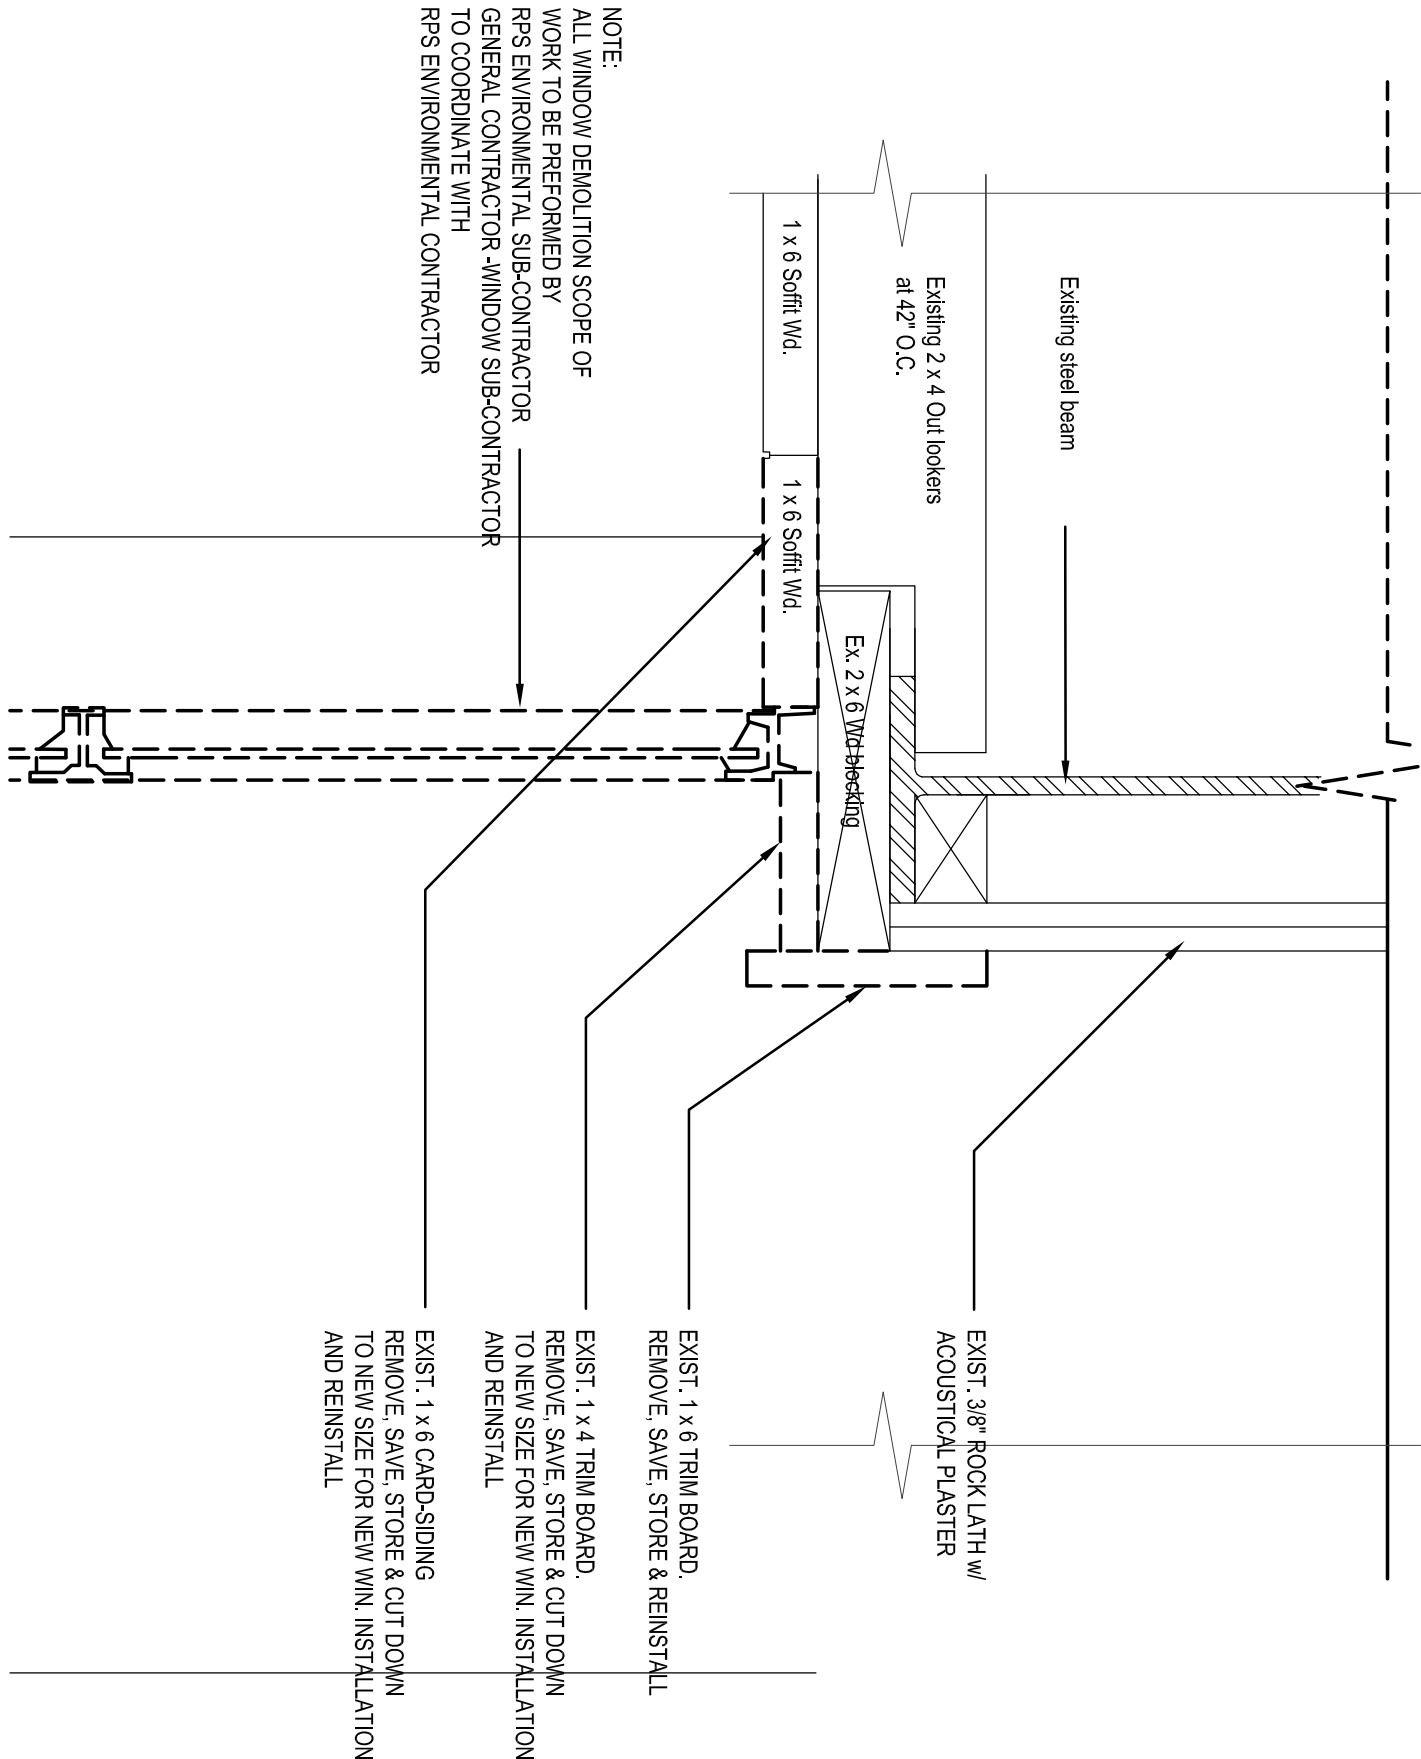 Existing steel beam
Existing 2 x 4 Out lookers
at 42" O.C.
1 x 6 Soffit Wd.
1 x 6 Soffit Wd.
Ex. 2 x 6 Wd blocking
NOTE:
ALL WINDOW DEMOLITION SCOPE OF
WORK TO BE PREFORMED BY
RPS ENVIRONMENTAL SUB-CONTRACTOR
GENERAL CONTRACTOR -WINDOW SUB-CONTRACTOR
TO COORDINATE WITH
RPS ENVIRONMENTAL CONTRACTOR
EXIST. 3/8" ROCK LATH w/
ACOUSTICAL PLASTER
EXIST. 1 x 6 TRIM BOARD.
REMOVE, SAVE, STORE & REINSTALL
EXIST. 1 x 4 TRIM BOARD.
REMOVE, SAVE, STORE & CUT DOWN
TO NEW SIZE FOR NEW WIN. INSTALLATION
AND REINSTALL
EXIST. 1 x 6 CARD-SIDING
REMOVE, SAVE, STORE & CUT DOWN
TO NEW SIZE FOR NEW WIN. INSTALLATION
AND REINSTALL